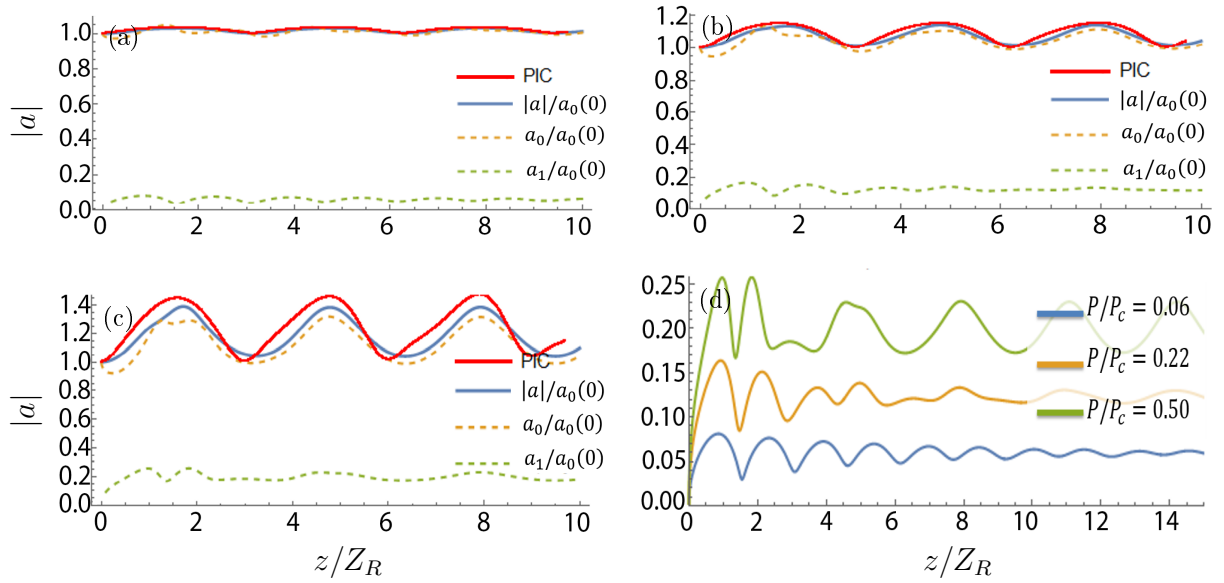 (a)
1.0
0.8
0.6
0.4
0.2
0.0
|a|
PIC
|a|/a₀(0)
a₀/a₀(0)
a₁/a₀(0)
0 2 4 6 8 10
(b)
1.2
1.0
0.8
0.6
0.4
0.2
0.0
PIC
|a|/a₀(0)
a₀/a₀(0)
a₁/a₀(0)
0 2 4 6 8 10
(c)
1.4
1.2
1.0
0.8
0.6
0.4
0.2
0.0
|a|
PIC
|a|/a₀(0)
a₀/a₀(0)
a₁/a₀(0)
0 2 4 6 8 10
z/Z_R
(d)
0.25
0.20
0.15
0.10
0.05
0.00
P/P_c = 0.06
P/P_c = 0.22
P/P_c = 0.50
0 2 4 6 8 10 12 14
z/Z_R